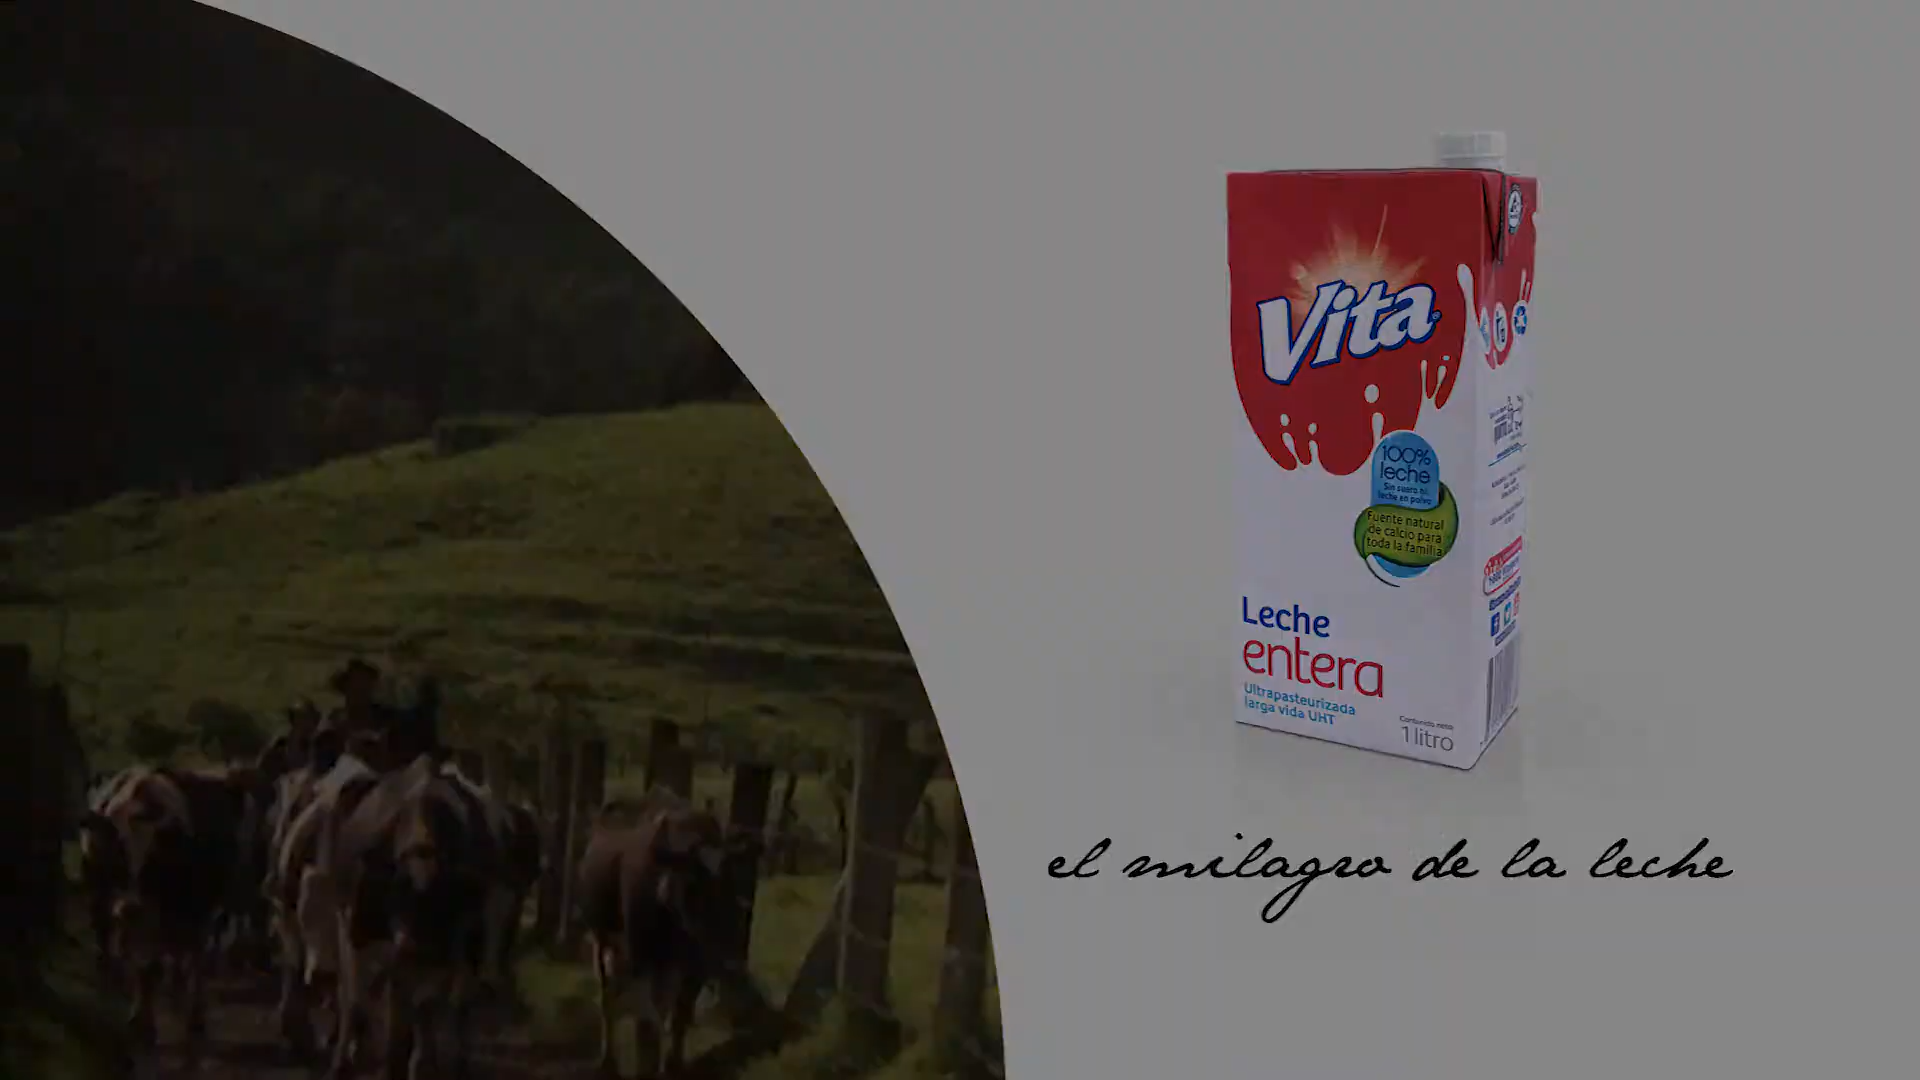 Vita
100%
leche
Sin suero ni
leche en polvo
Fuente natural
de calcio para
toda la familia
Leche
entera
Ultrapasteurizada
larga vida UHT
Contenido neto
1 litro
el milagro de la leche